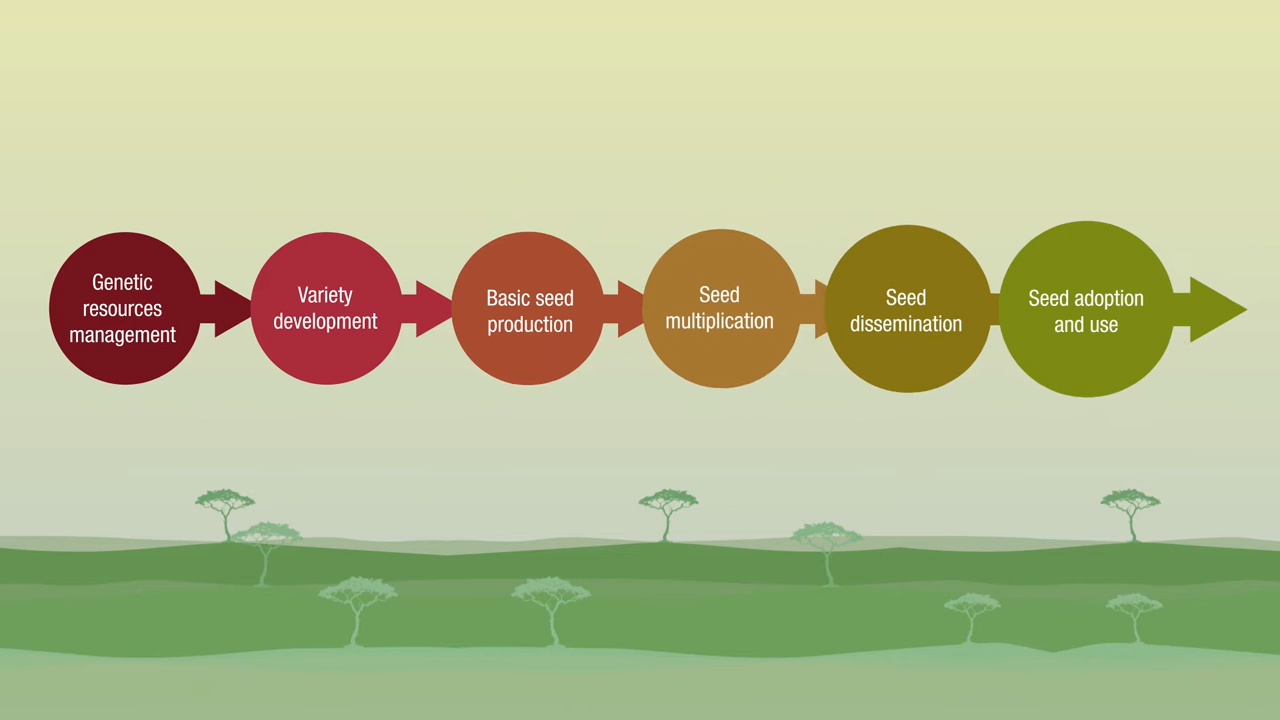 Genetic
resources
management
Variety
development
Basic seed
production
Seed
multiplication
Seed
dissemination
Seed adoption
and use